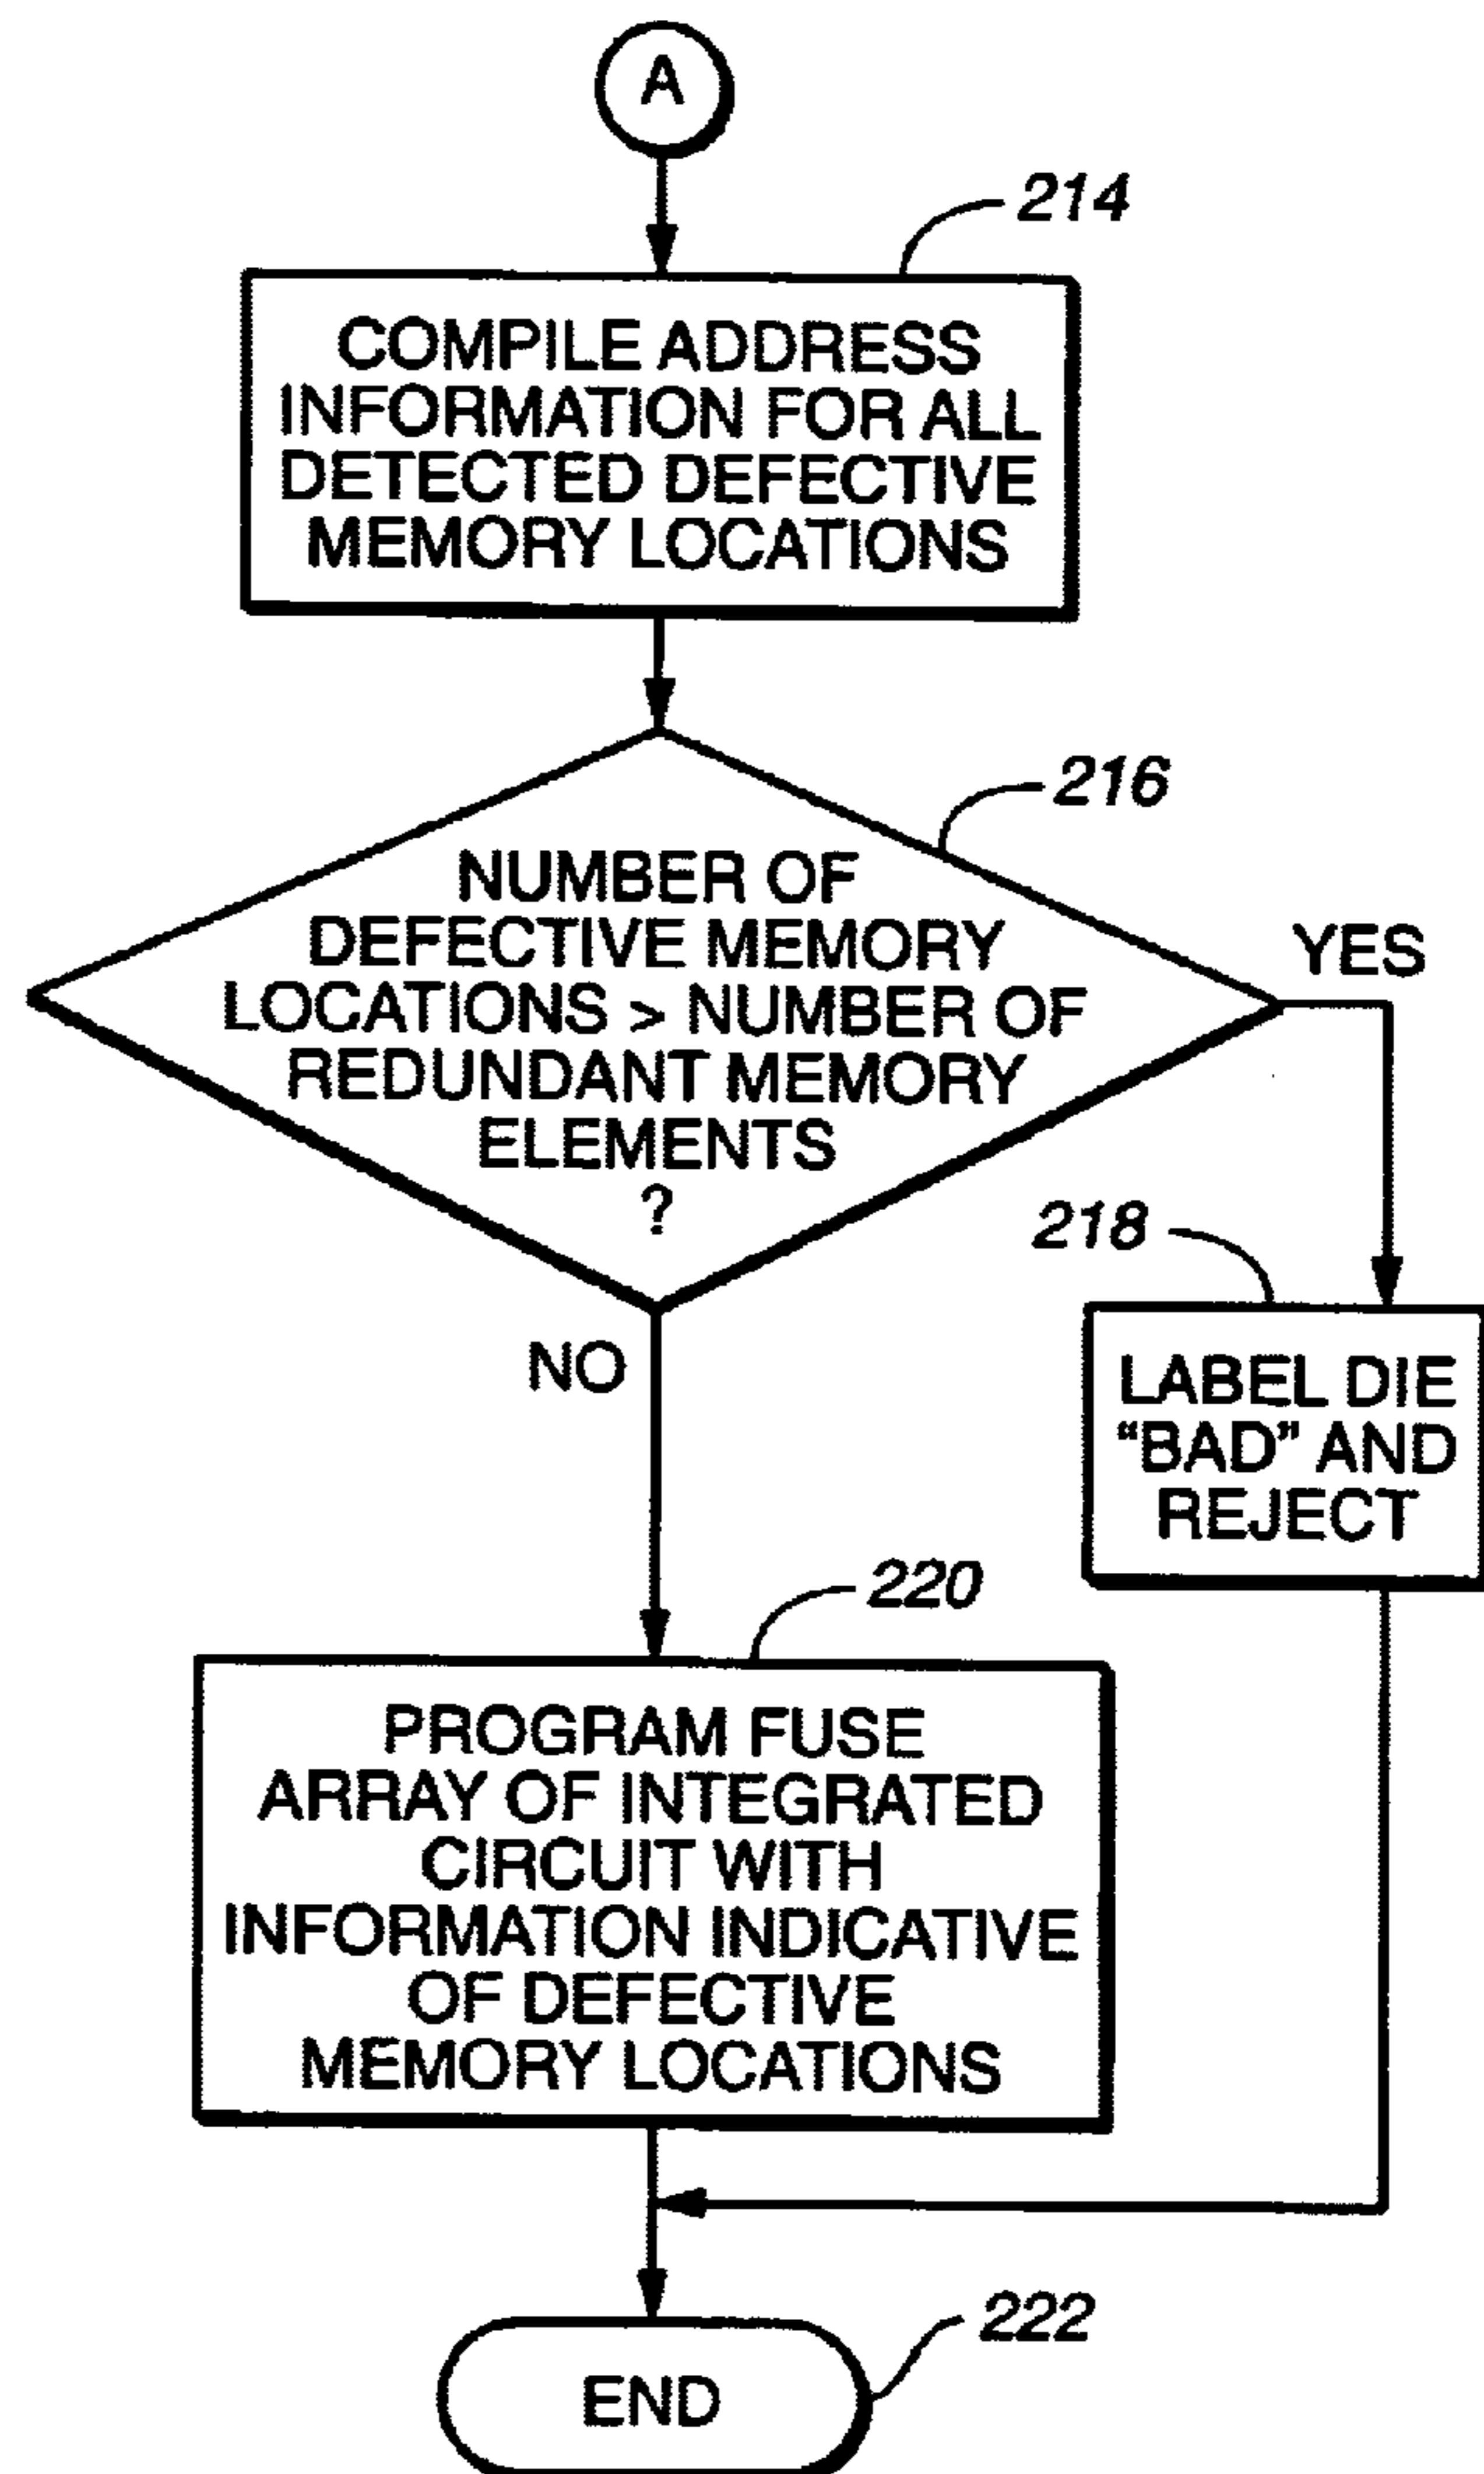 A
214
COMPILE ADDRESS
INFORMATION FOR ALL
DETECTED DEFECTIVE
MEMORY LOCATIONS
216
NUMBER OF
DEFECTIVE MEMORY
LOCATIONS > NUMBER OF
REDUNDANT MEMORY
ELEMENTS
?
YES
NO
218
LABEL DIE
“BAD” AND
REJECT
220
PROGRAM FUSE
ARRAY OF INTEGRATED
CIRCUIT WITH
INFORMATION INDICATIVE
OF DEFECTIVE
MEMORY LOCATIONS
222
END